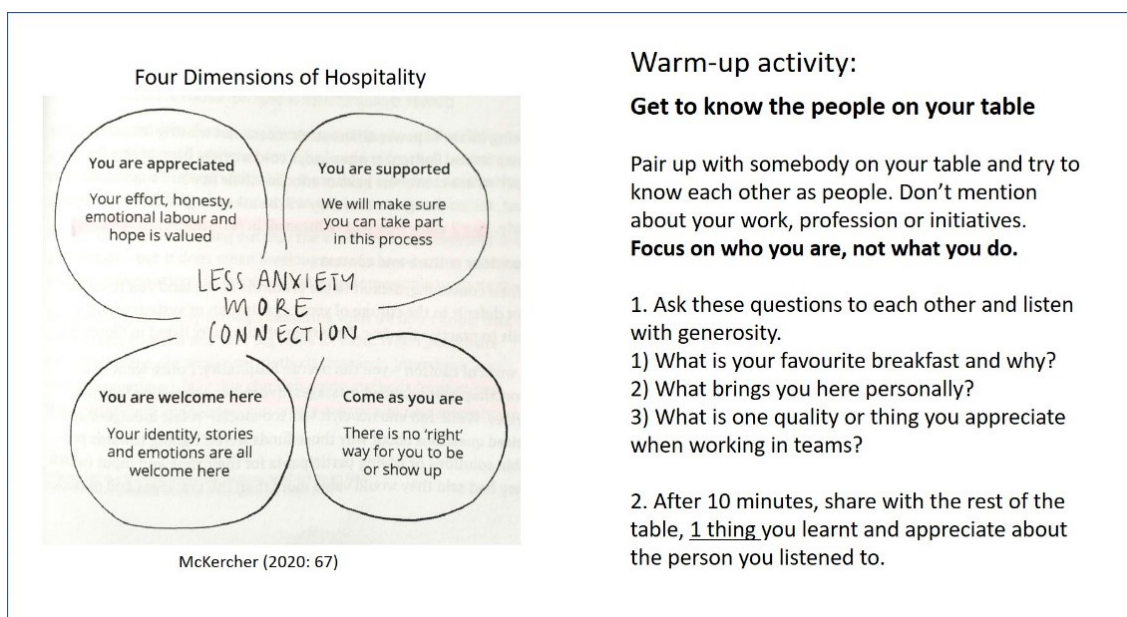 Four Dimensions of Hospitality
You are appreciated
Your effort, honesty,
emotional labour and
hope is valued
You are supported
We will make sure
you can take part
in this process
LESS ANXIETY
MORE
CONNECTION
You are welcome here
Your identity, stories
and emotions are all
welcome here
Come as you are
There is no ‘right’
way for you to be
or show up
McKercher (2020: 67)
Warm-up activity:
Get to know the people on your table
Pair up with somebody on your table and try to
know each other as people. Don’t mention
about your work, profession or initiatives.
Focus on who you are, not what you do.
1. Ask these questions to each other and listen
with generosity.
1) What is your favourite breakfast and why?
2) What brings you here personally?
3) What is one quality or thing you appreciate
when working in teams?
2. After 10 minutes, share with the rest of the
table, 1 thing you learnt and appreciate about
the person you listened to.